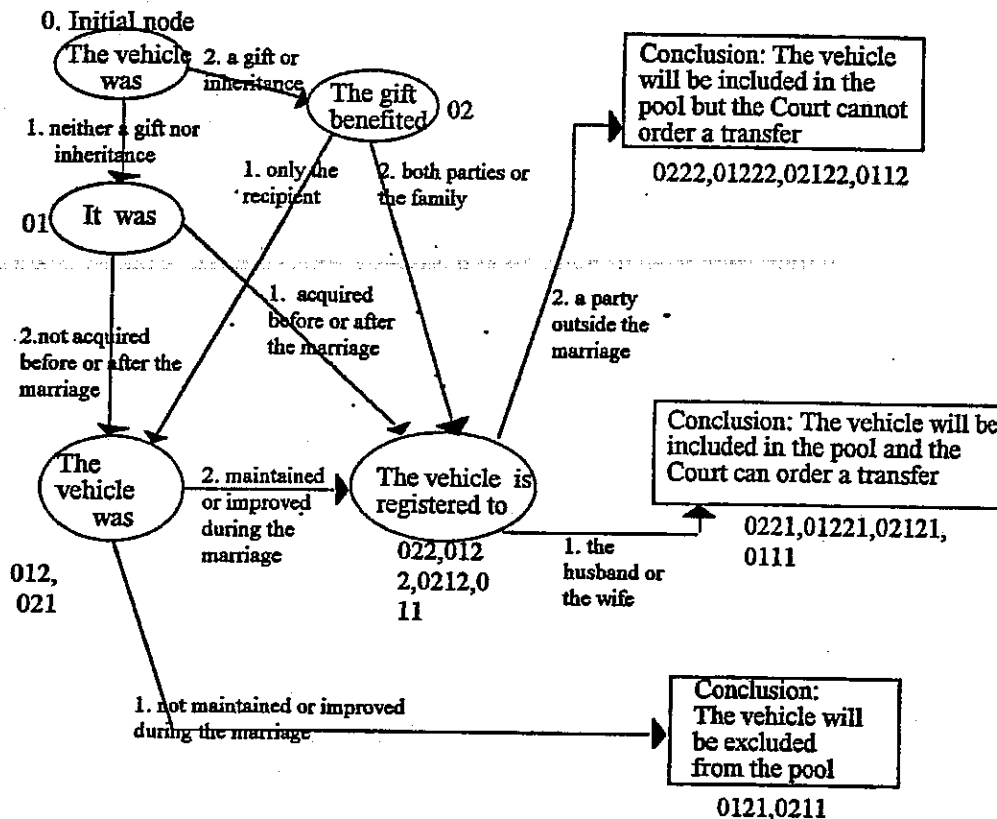 0. Initial node
The vehicle
was
2. a gift or
inheritance
The gift
benefited
02
Conclusion: The vehicle
will be included in the
pool but the Court cannot
order a transfer
0222,01222,02122,0112
1. neither a gift nor
inheritance
1. only the
recipient
2. both parties or
the family
01
It was
2.not acquired
before or after the
marriage
1. acquired
before or after
the marriage
2. a party
outside the
marriage
Conclusion: The vehicle will be
included in the pool and the
Court can order a transfer
0221,01221,02121,
0111
The
vehicle
was
2. maintained
or improved
during the
marriage
The vehicle is
registered to
022,012
2,0212,0
11
1. the
husband or
the wife
012,
021
1. not maintained or improved
during the marriage
Conclusion:
The vehicle will
be excluded
from the pool
0121,0211